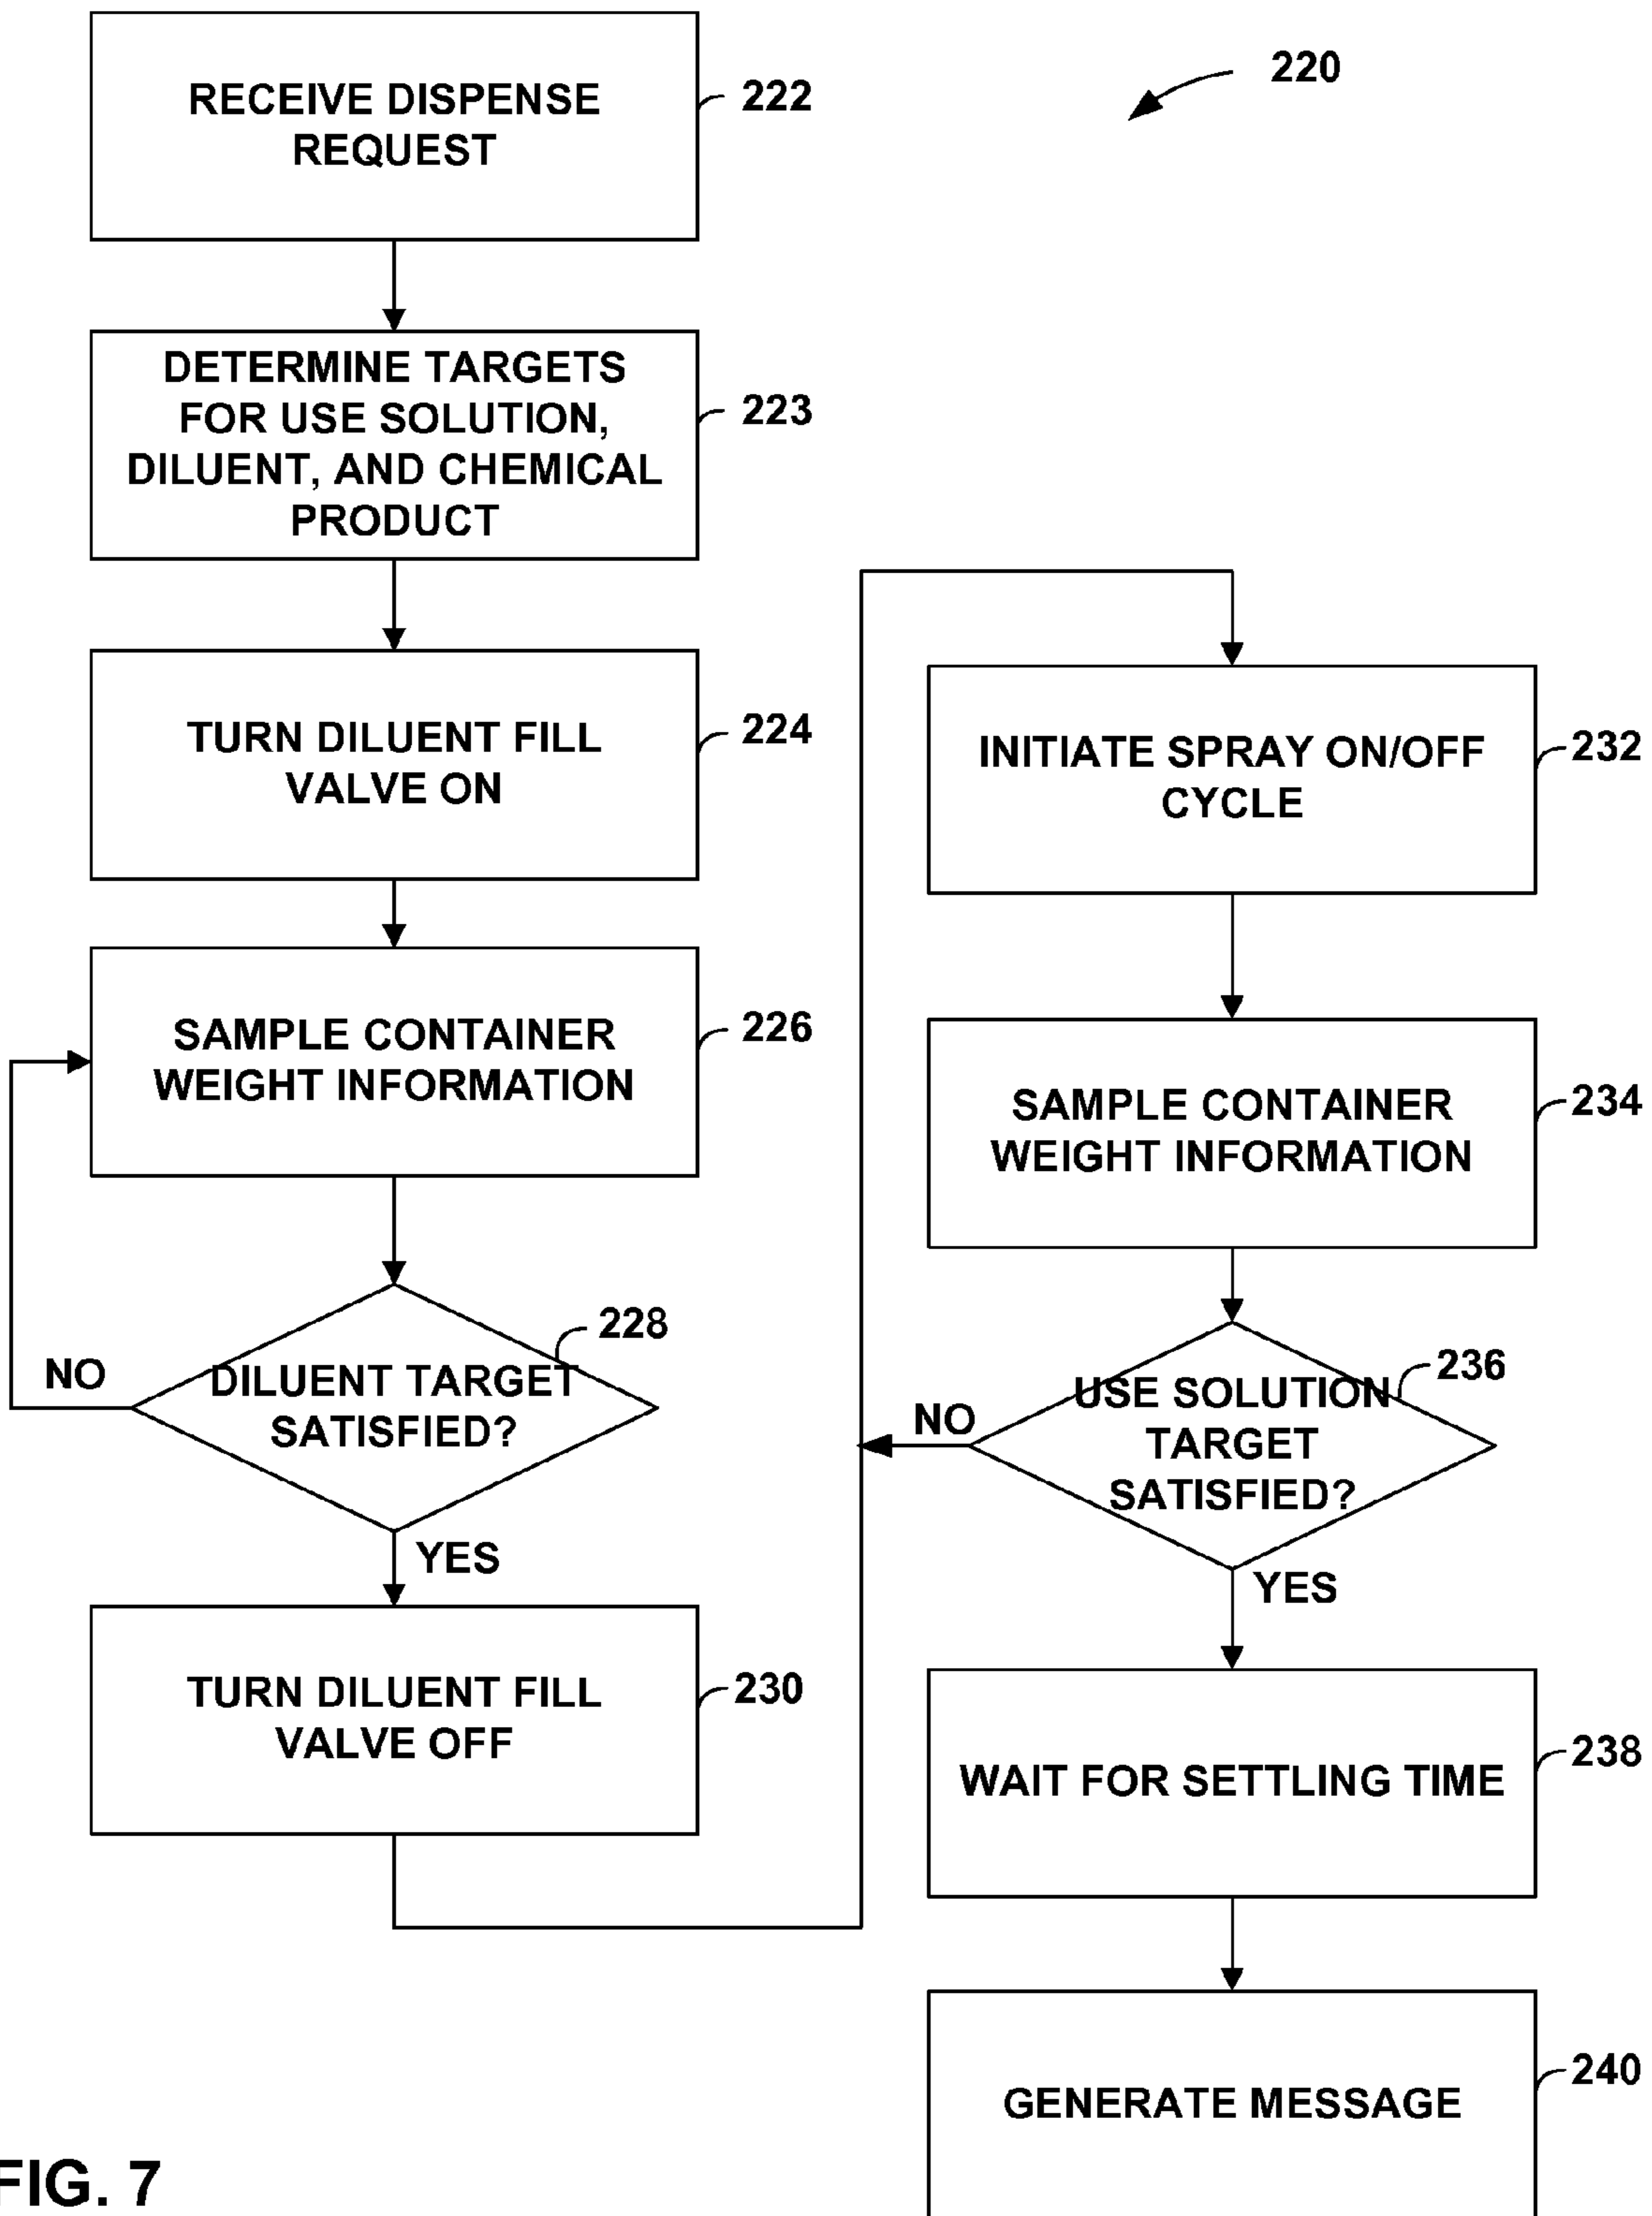 220
RECEIVE DISPENSE
REQUEST
222
DETERMINE TARGETS
FOR USE SOLUTION,
DILUENT, AND CHEMICAL
PRODUCT
223
TURN DILUENT FILL
VALVE ON
224
SAMPLE CONTAINER
WEIGHT INFORMATION
226
DILUENT TARGET
SATISFIED?
228
NO
YES
TURN DILUENT FILL
VALVE OFF
230
INITIATE SPRAY ON/OFF
CYCLE
232
SAMPLE CONTAINER
WEIGHT INFORMATION
234
USE SOLUTION
TARGET
SATISFIED?
236
NO
YES
WAIT FOR SETTLING TIME
238
GENERATE MESSAGE
240
FIG. 7